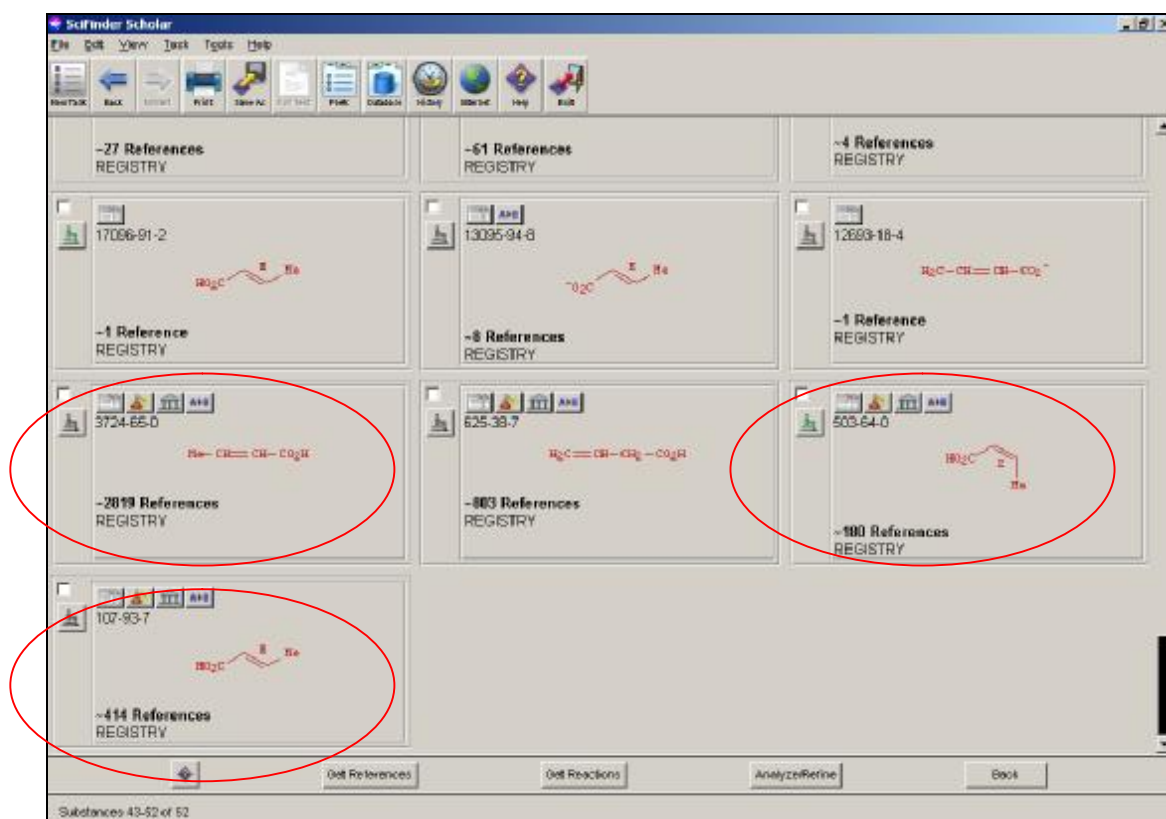 SciFinder Scholar
File Edit View Task Tools Help
New Task Back Print Save As Full Text Prefs Database History Internet Help Exit
~27 References
REGISTRY
~61 References
REGISTRY
~4 References
REGISTRY
17096-91-2
HO2C E Me
~1 Reference
REGISTRY
A>B
13095-94-8
-O2C E Me
~8 References
REGISTRY
12693-18-4
H2C-CH=CH-CO2-
~1 Reference
REGISTRY
A>B
3724-65-0
Me-CH=CH-CO2H
~2819 References
REGISTRY
A>B
625-38-7
H2C=CH-CH2-CO2H
~803 References
REGISTRY
A>B
503-64-0
HO2C Z Me
~180 References
REGISTRY
A>B
107-93-7
HO2C E Me
~414 References
REGISTRY
Get References Get Reactions Analyze/Refine Back
Substances 43-52 of 52